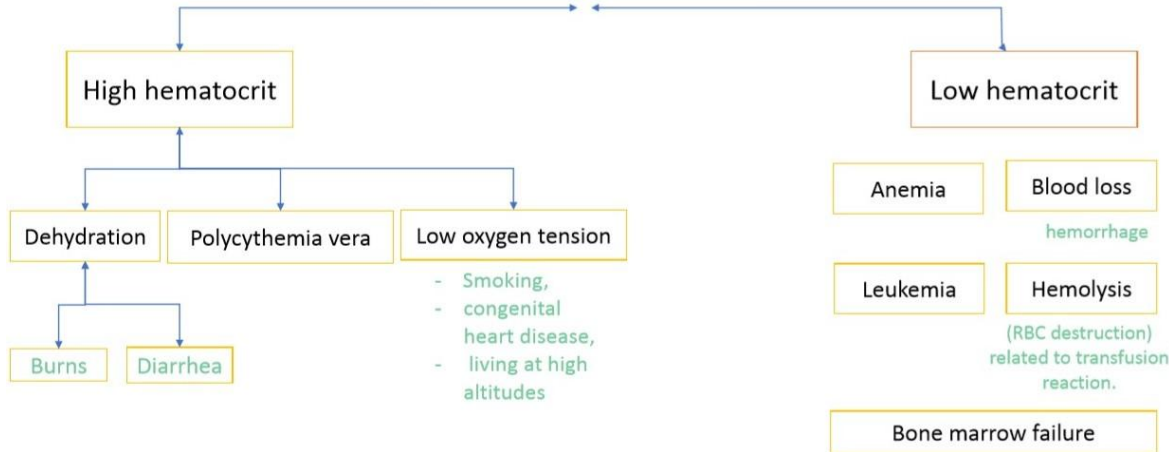 High hematocrit
Low hematocrit
Dehydration
Polycythemia vera
Low oxygen tension
- Smoking,
- congenital
heart disease,
- living at high
altitudes
Burns
Diarrhea
Anemia
Blood loss
hemorrhage
Leukemia
Hemolysis
(RBC destruction)
related to transfusion
reaction.
Bone marrow failure